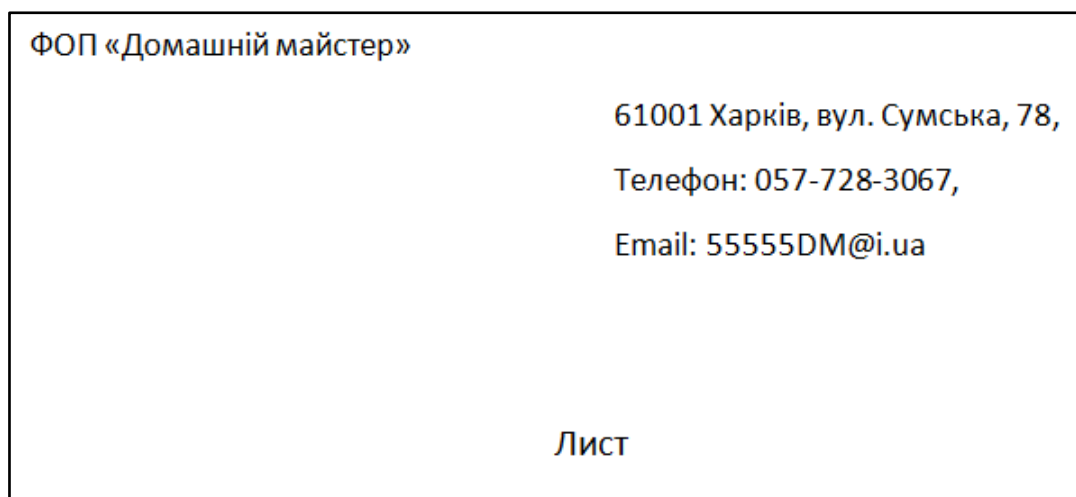 ФОП «Домашній майстер»
61001 Харків, вул. Сумська, 78,
Телефон: 057-728-3067,
Email: 55555DM@i.ua
Лист